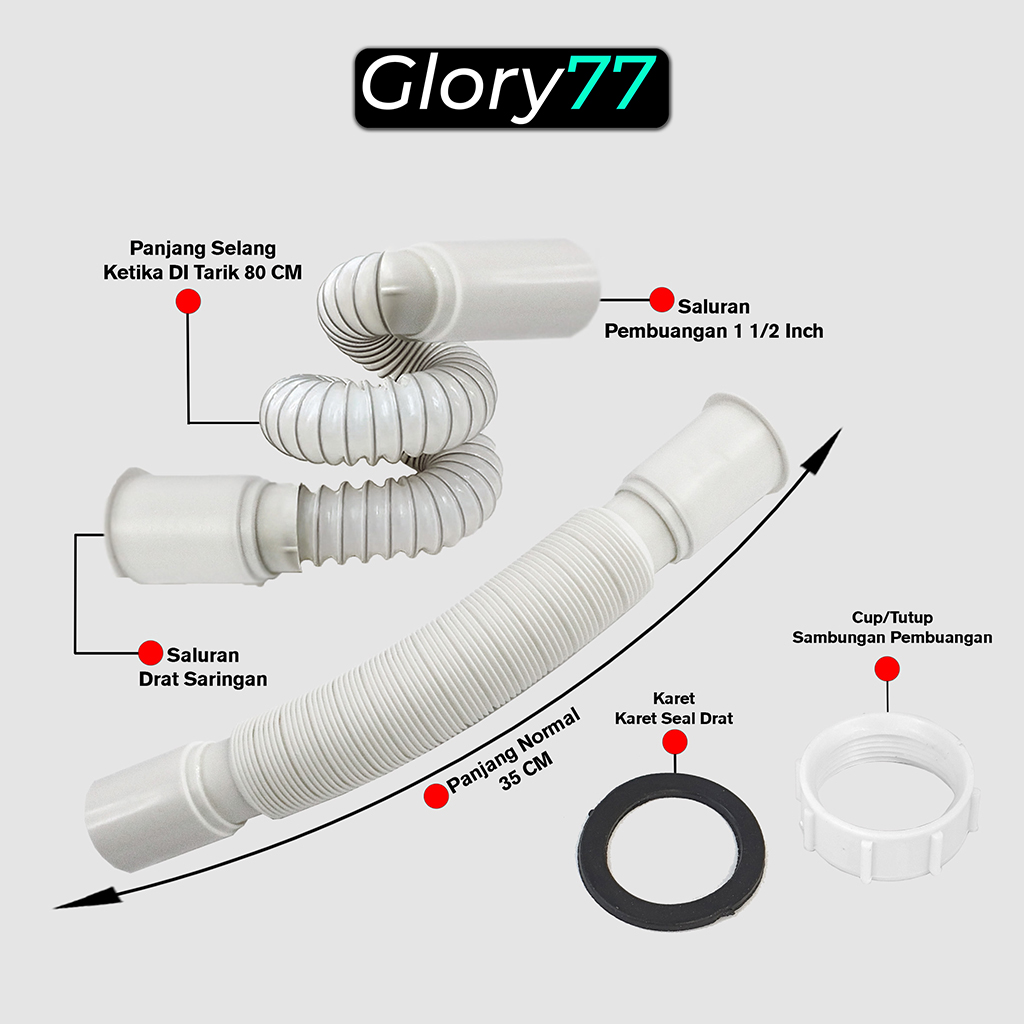 Glory77
Panjang Selang
Ketika DI Tarik 80 CM
Saluran
Pembuangan 1 1/2 Inch
Saluran
Drat Saringan
Panjang Normal
35 CM
Karet
Karet Seal Drat
Cup/Tutup
Sambungan Pembuangan